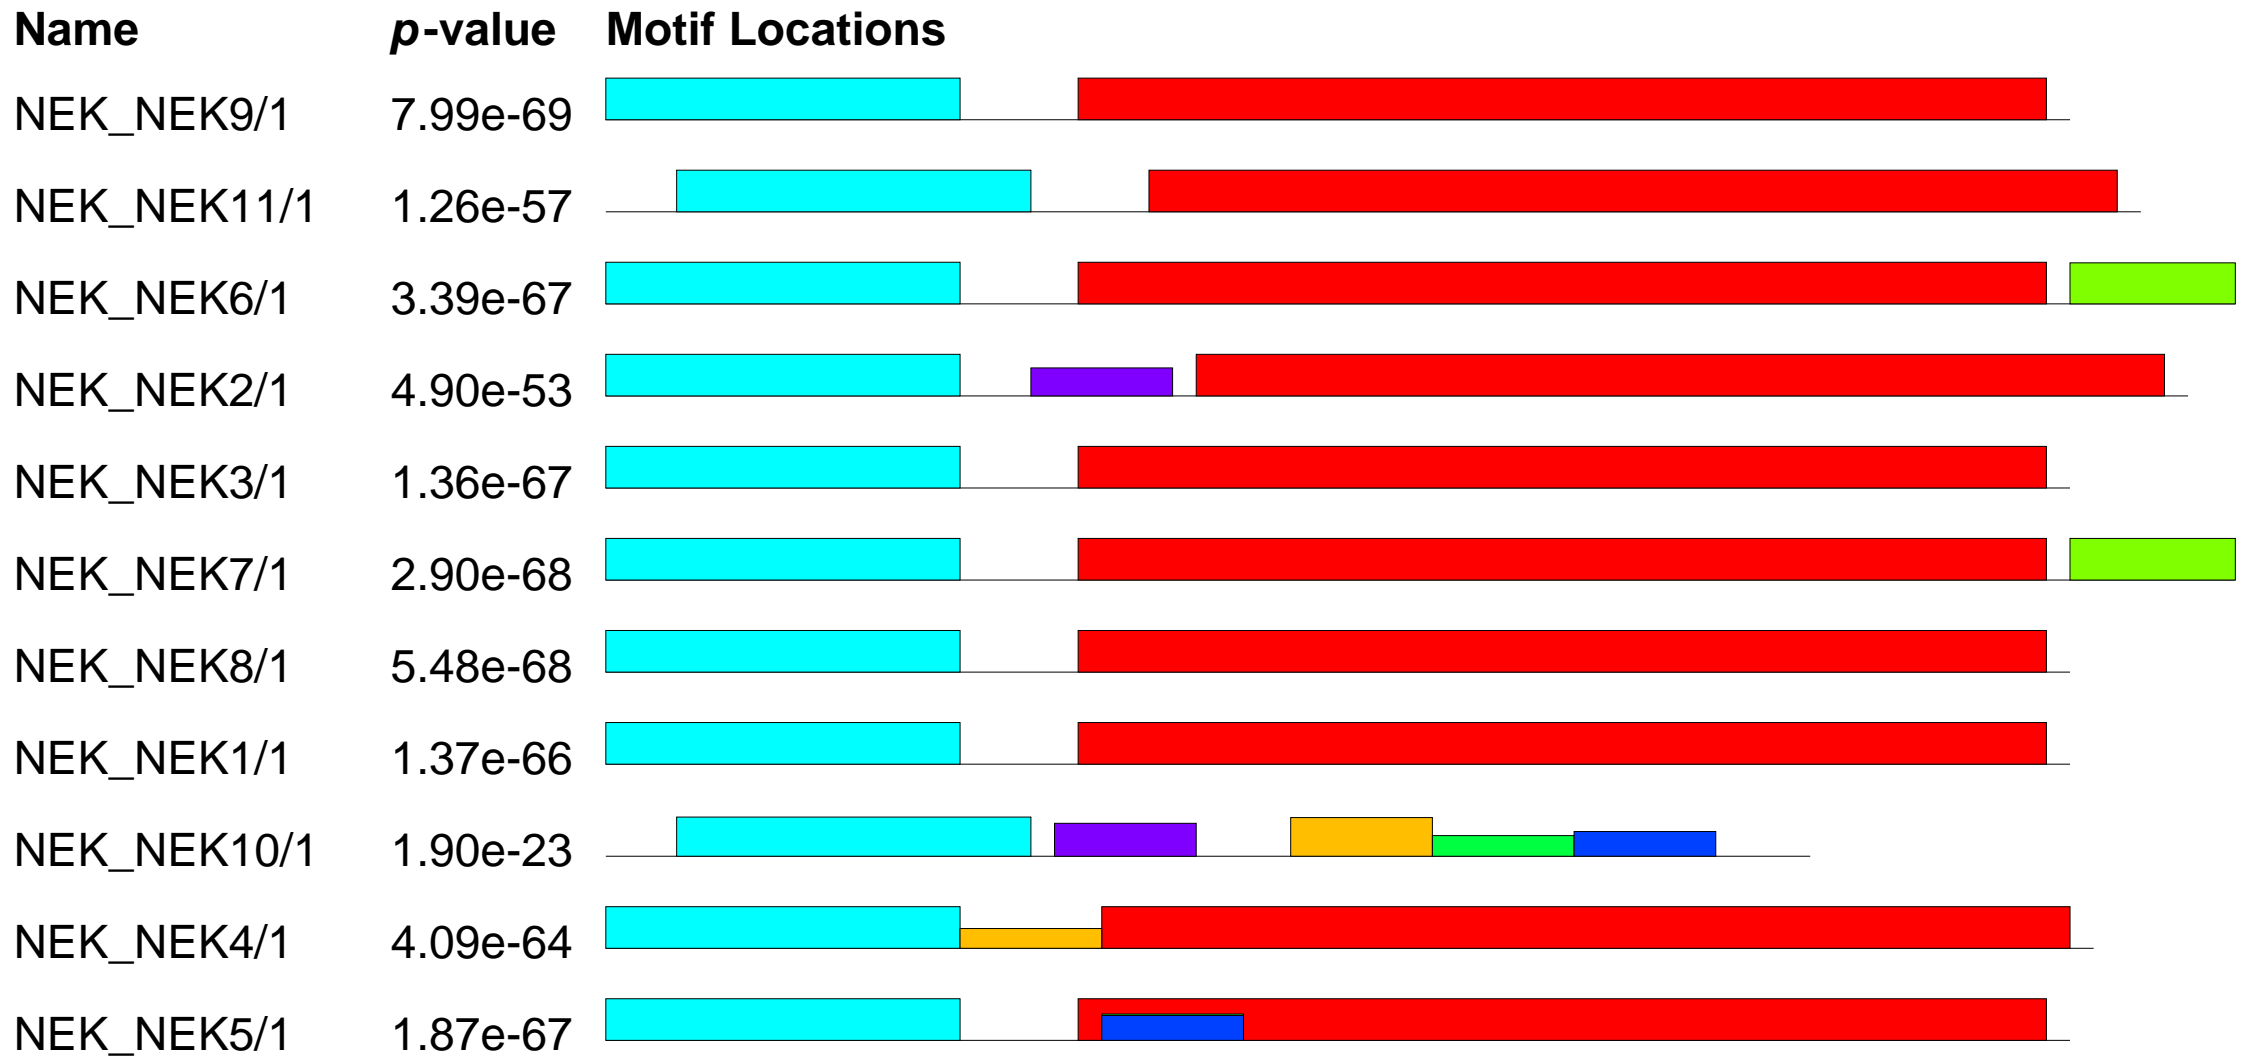 Name p-value Motif Locations
NEK_NEK9/1 7.99e-69
NEK_NEK11/1 1.26e-57
NEK_NEK6/1 3.39e-67
NEK_NEK2/1 4.90e-53
NEK_NEK3/1 1.36e-67
NEK_NEK7/1 2.90e-68
NEK_NEK8/1 5.48e-68
NEK_NEK1/1 1.37e-66
NEK_NEK10/1 1.90e-23
NEK_NEK4/1 4.09e-64
NEK_NEK5/1 1.87e-67